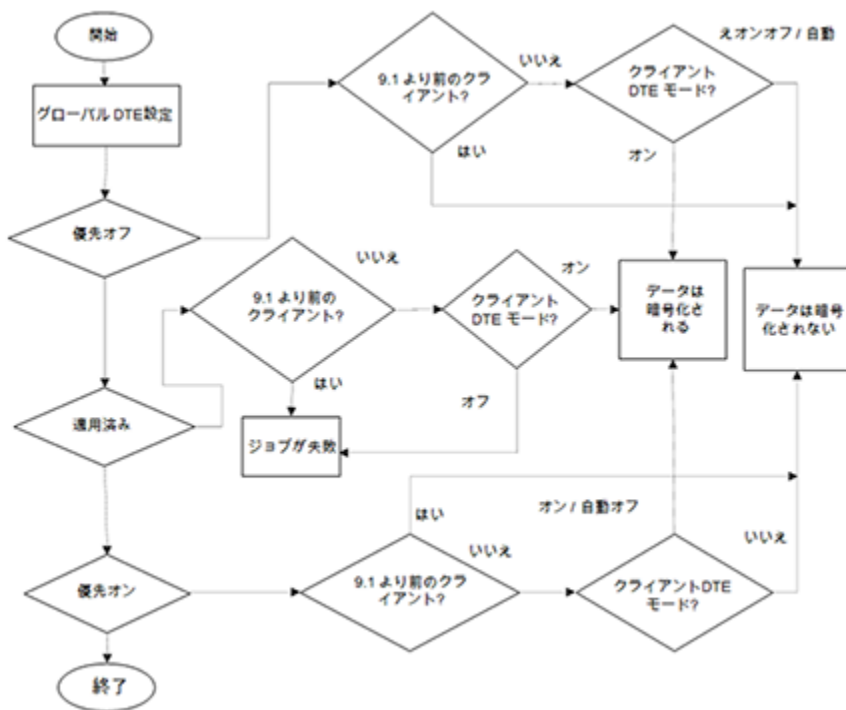 開始
グローバル DTE設定
優先オフ
適用済み
優先オン
終了
9.1 より前のクラ
イアント?
いいえ
はい
クライアント
DTE モード?
えオンオフ / 自動
オン
9.1 より前の
クライアント?
いいえ
はい
クライアント
DTE モード?
オン
オフ
ジョブが失敗
データは
暗号化さ
れる
データは暗号
化されない
はい
いいえ
9.1 より前のクラ
イアント?
オン / 自動オフ
クライアントDTE
モード?
いいえ